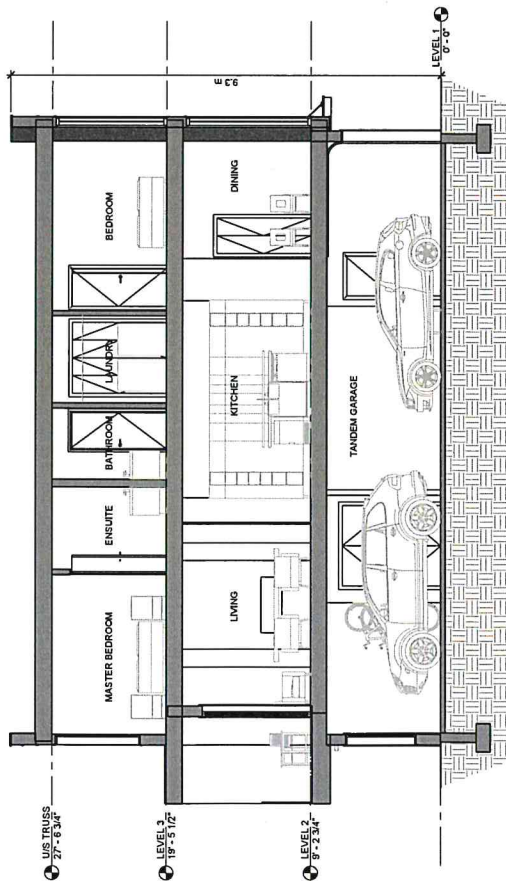 U/S TRUSS
27' - 6 3/4"
LEVEL 3
19' - 5 1/2"
LEVEL 2
9' - 2 3/4"
LEVEL 1
0' - 0"
9.3 m
MASTER BEDROOM
ENSUITE
BATHROOM
LAUNDRY
BEDROOM
LIVING
KITCHEN
DINING
TANDEM GARAGE